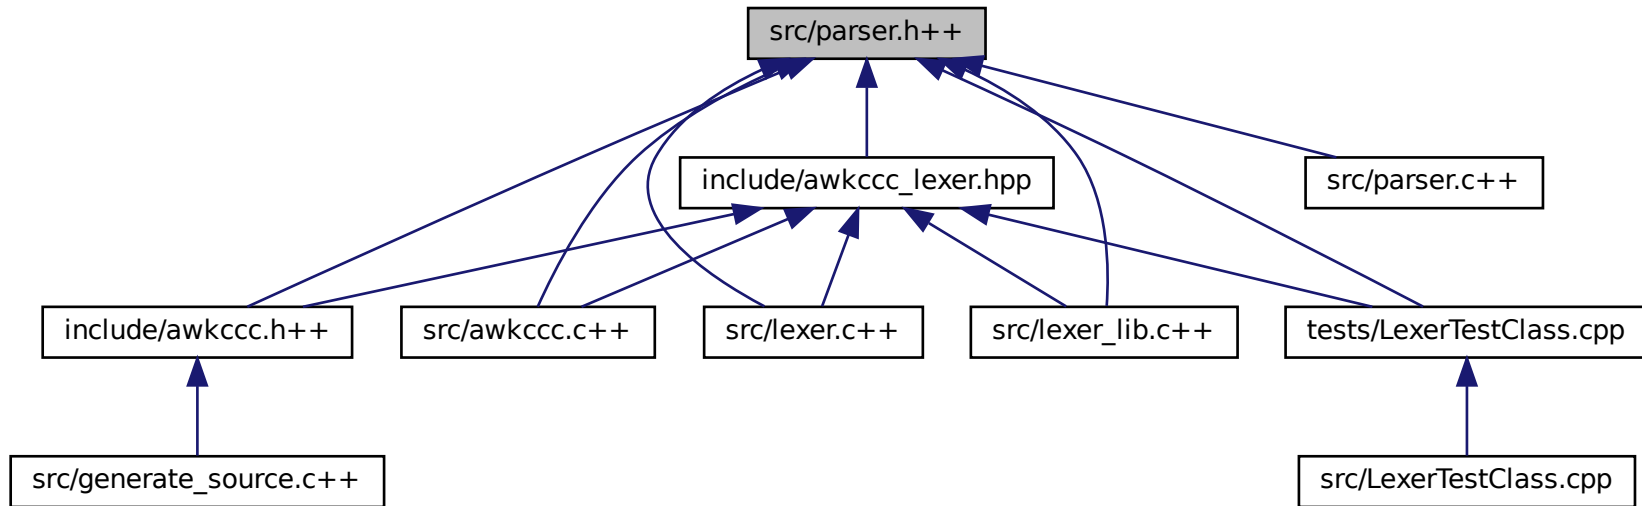 src/parser.h++
include/awkccc_lexer.hpp
src/parser.c++
include/awkccc.h++
src/awkccc.c++
src/lexer.c++
src/lexer_lib.c++
tests/LexerTestClass.cpp
src/generate_source.c++
src/LexerTestClass.cpp